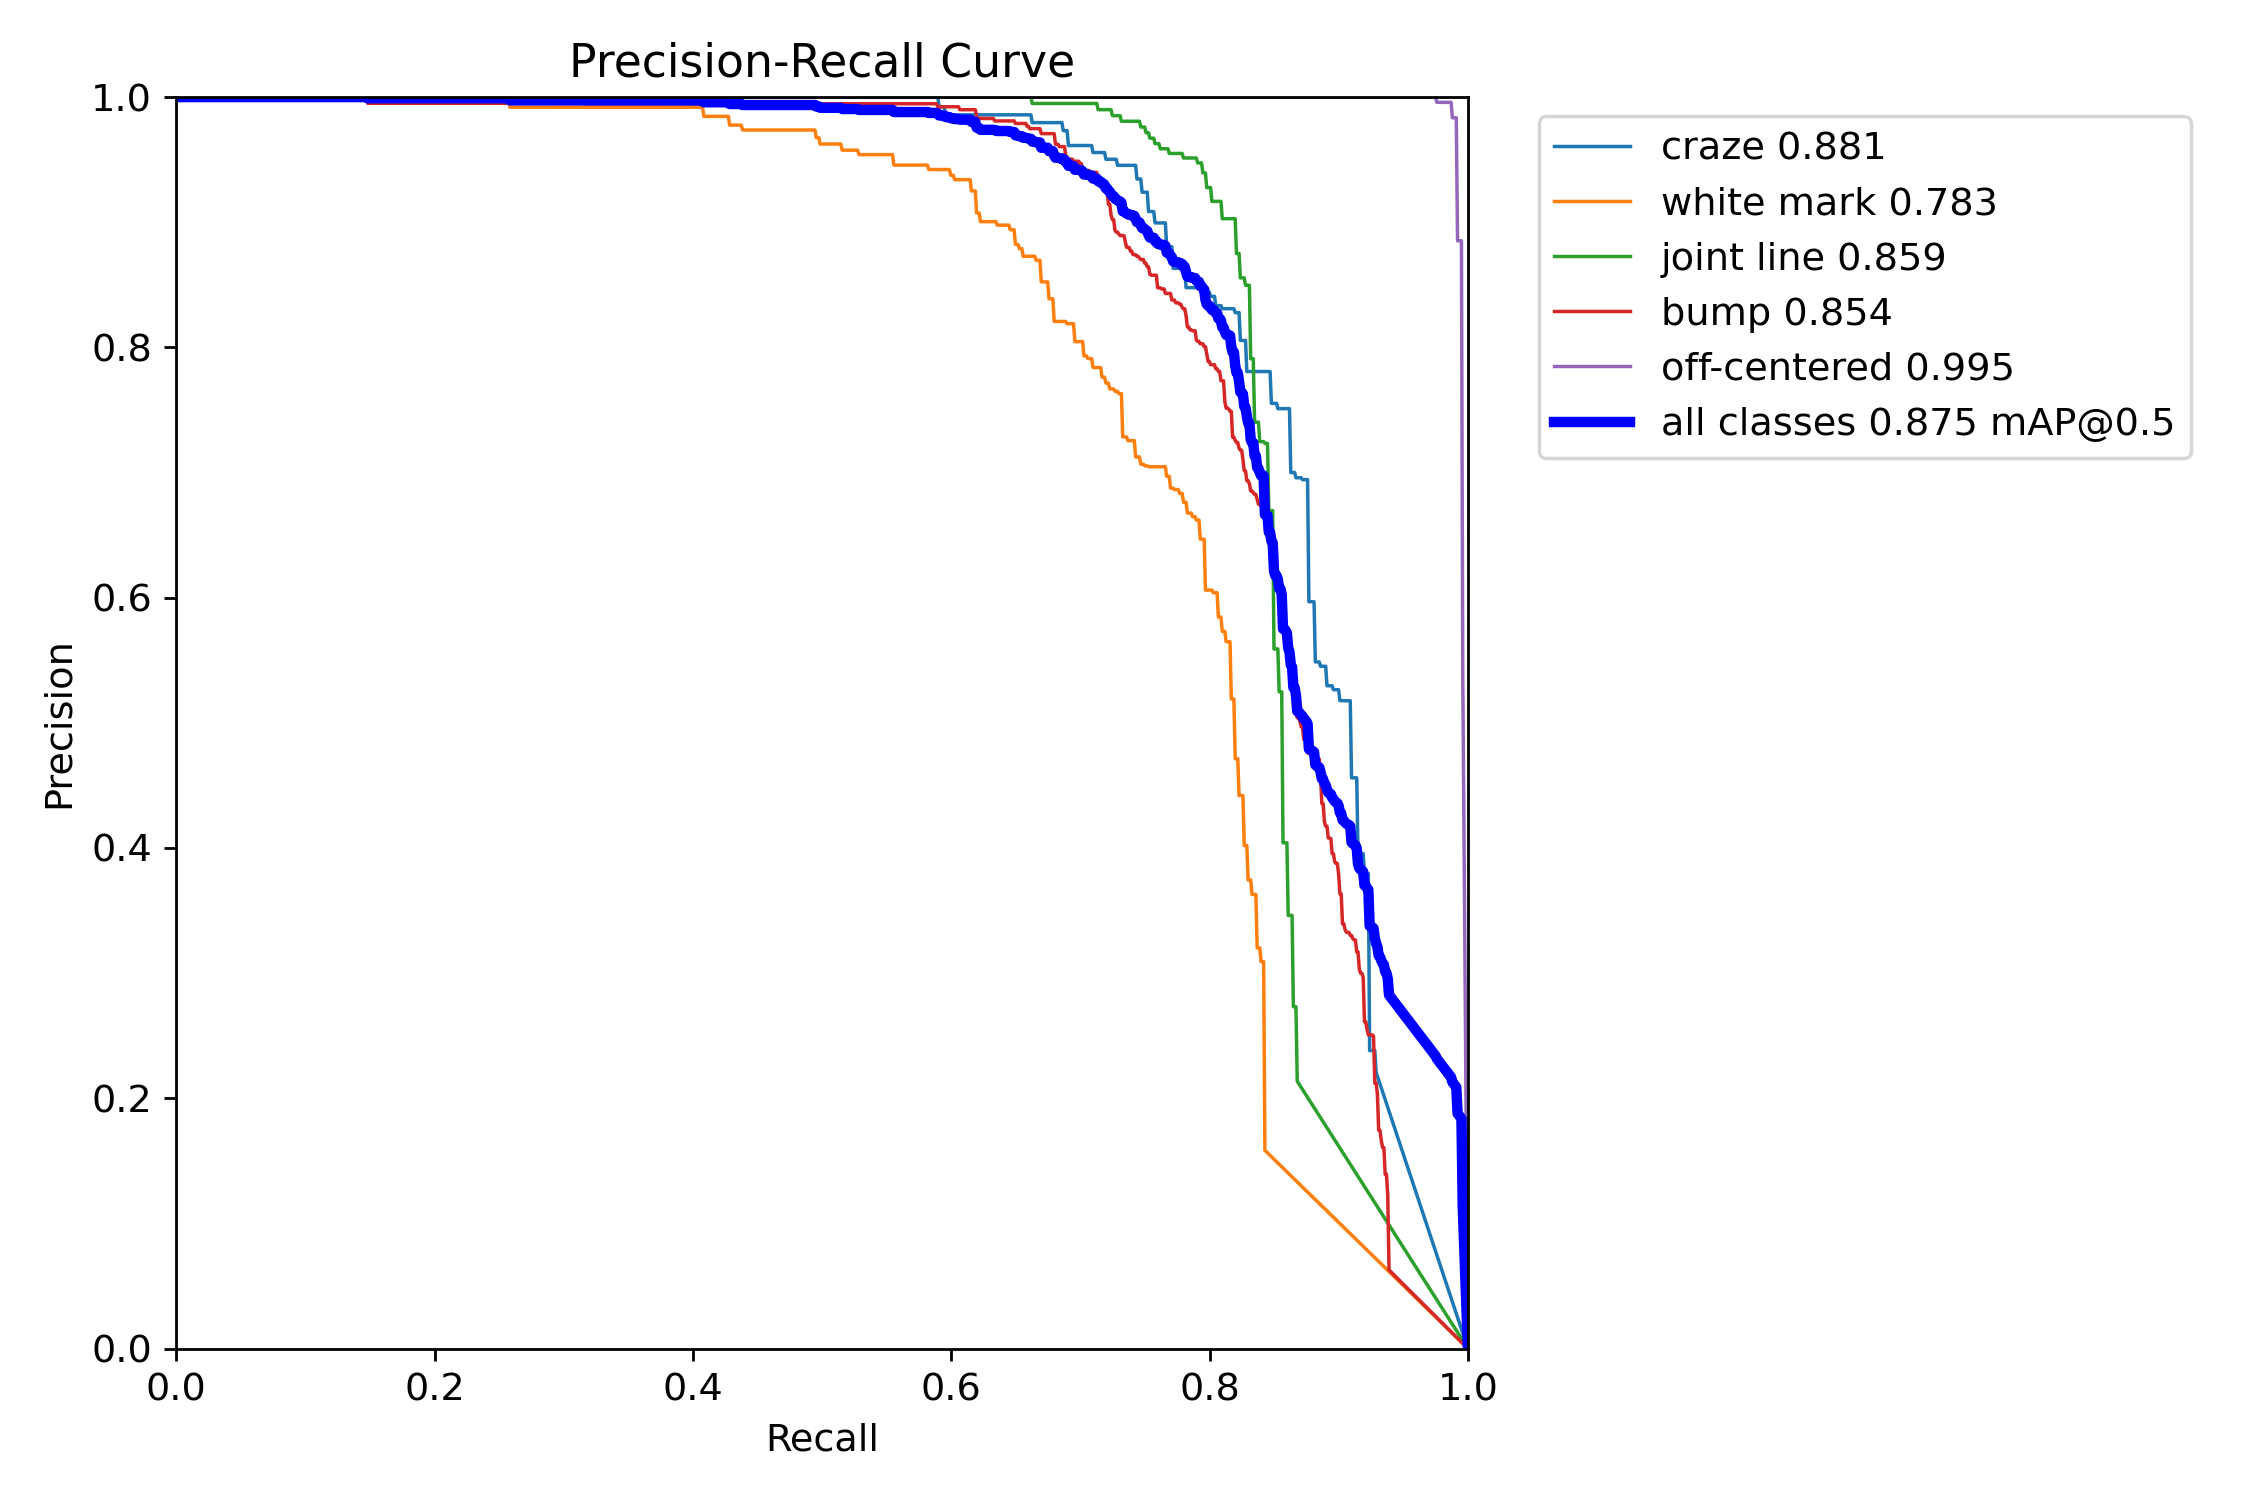 Precision-Recall Curve
1.0
0.8
0.6
0.4
0.2
0.0
Precision
0.0 0.2 0.4 0.6 0.8 1.0
Recall
craze 0.881
white mark 0.783
joint line 0.859
bump 0.854
off-centered 0.995
all classes 0.875 mAP@0.5